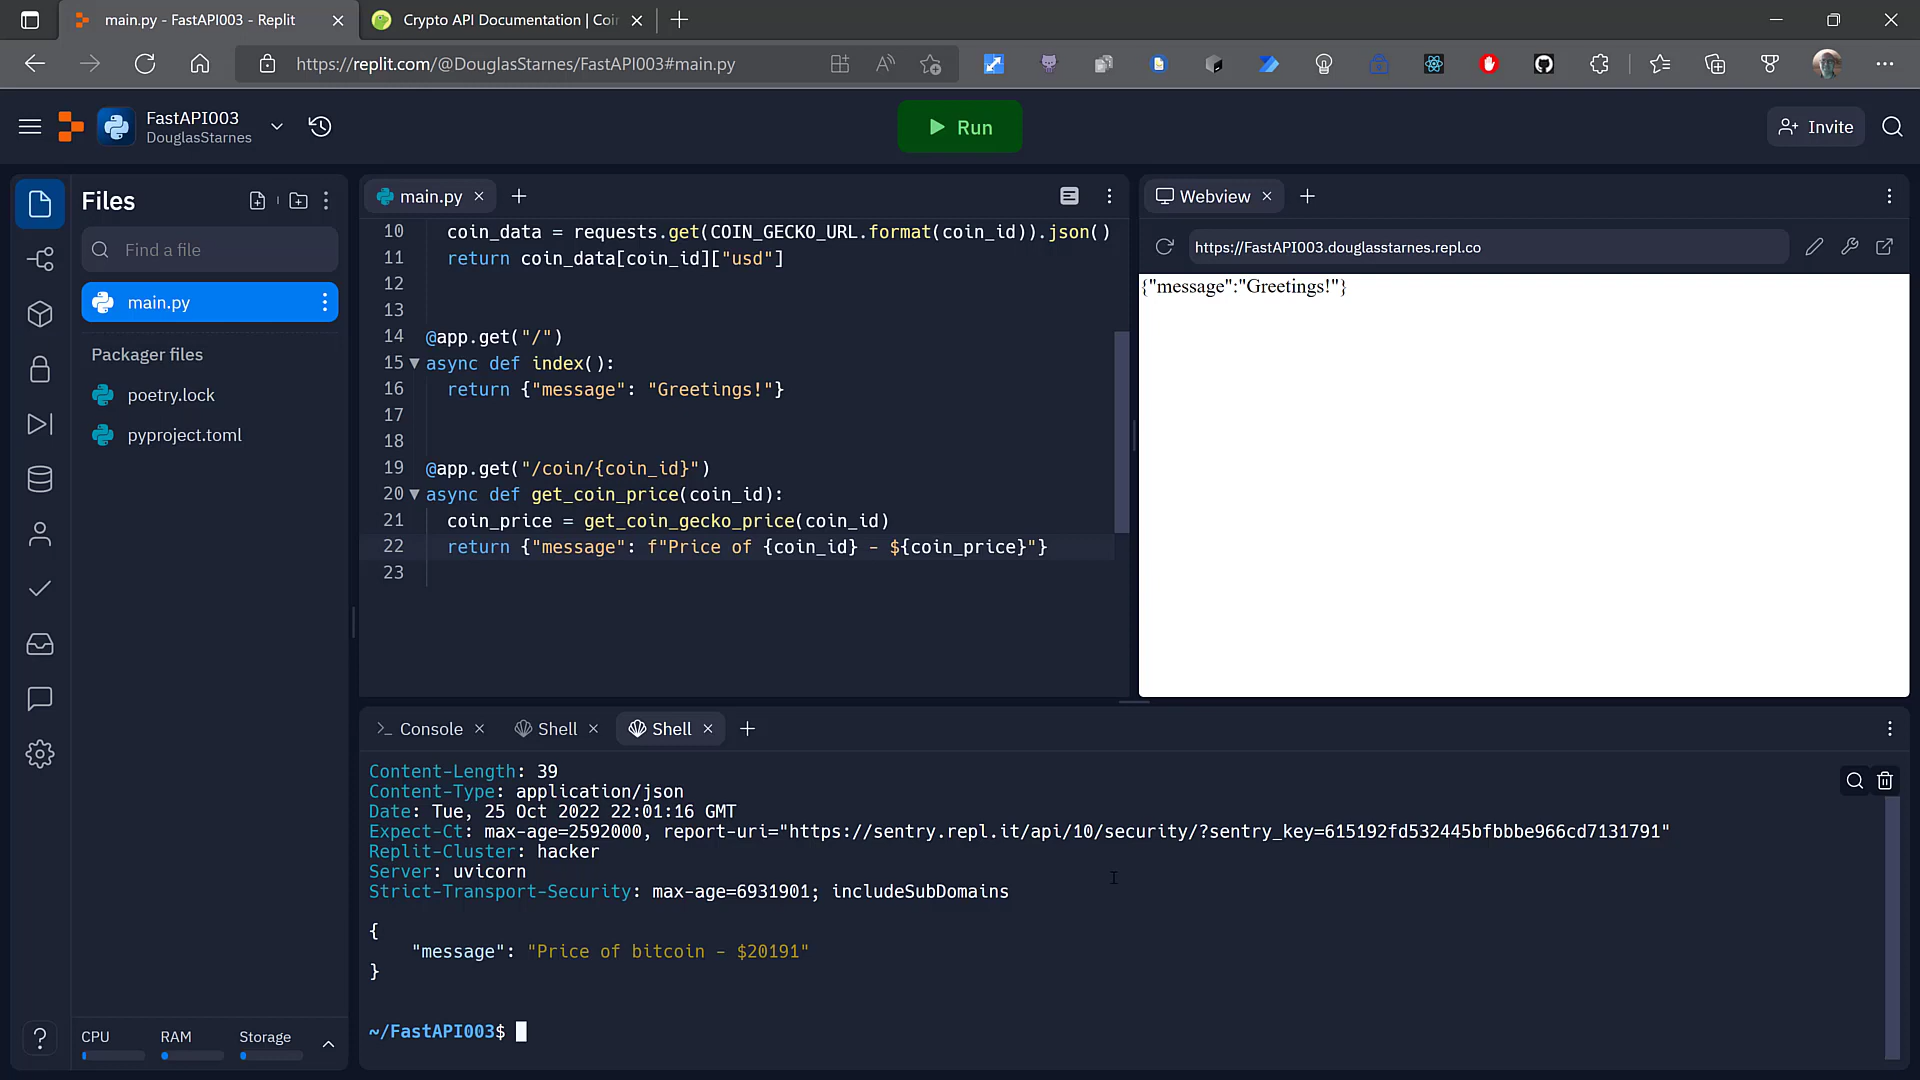 main.py - FastAPI003 - Replit
Crypto API Documentation | Coi
https://replit.com/@DouglasStarnes/FastAPI003#main.py
FastAPI003
DouglasStarnes
Run
Invite
Files
Find a file
main.py
Packager files
poetry.lock
pyproject.toml
CPU
RAM
Storage
main.py
10 coin_data = requests.get(COIN_GECKO_URL.format(coin_id)).json()
11 return coin_data[coin_id]["usd"]
12
13
14 @app.get("/")
15 async def index():
16 return {"message": "Greetings!"}
17
18
19 @app.get("/coin/{coin_id}")
20 async def get_coin_price(coin_id):
21 coin_price = get_coin_gecko_price(coin_id)
22 return {"message": f"Price of {coin_id} - ${coin_price}"}
23
Webview
https://FastAPI003.douglasstarnes.repl.co
{"message":"Greetings!"}
Console
Shell
Shell
Content-Length: 39
Content-Type: application/json
Date: Tue, 25 Oct 2022 22:01:16 GMT
Expect-Ct: max-age=2592000, report-uri="https://sentry.repl.it/api/10/security/?sentry_key=615192fd532445bfbbbe966cd7131791"
Replit-Cluster: hacker
Server: uvicorn
Strict-Transport-Security: max-age=6931901; includeSubDomains
{
"message": "Price of bitcoin - $20191"
}
~/FastAPI003$